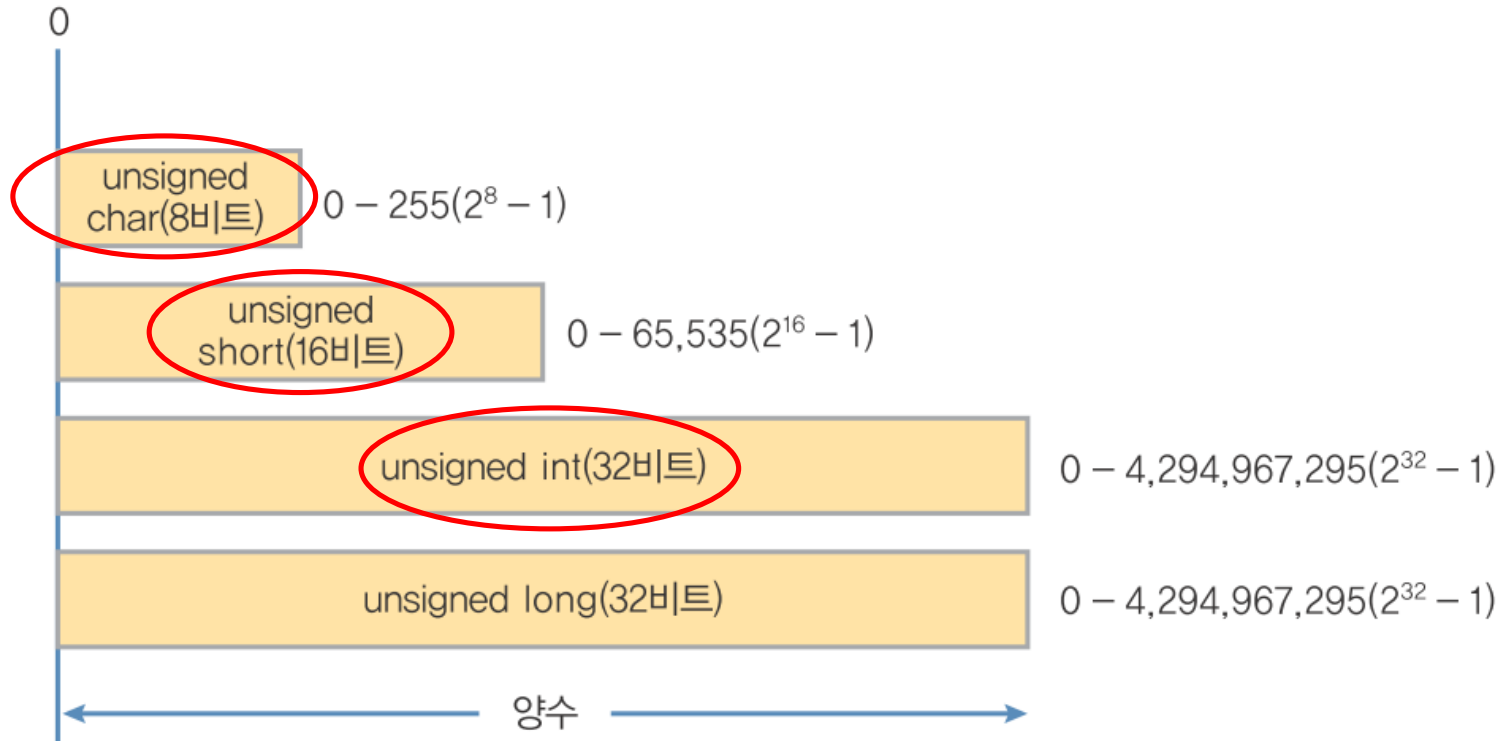 0
unsigned
char(8비트)
0 – 255(2⁸ – 1)
unsigned
short(16비트)
0 – 65,535(2¹⁶ – 1)
unsigned int(32비트)
0 – 4,294,967,295(2³² – 1)
unsigned long(32비트)
0 – 4,294,967,295(2³² – 1)
양수